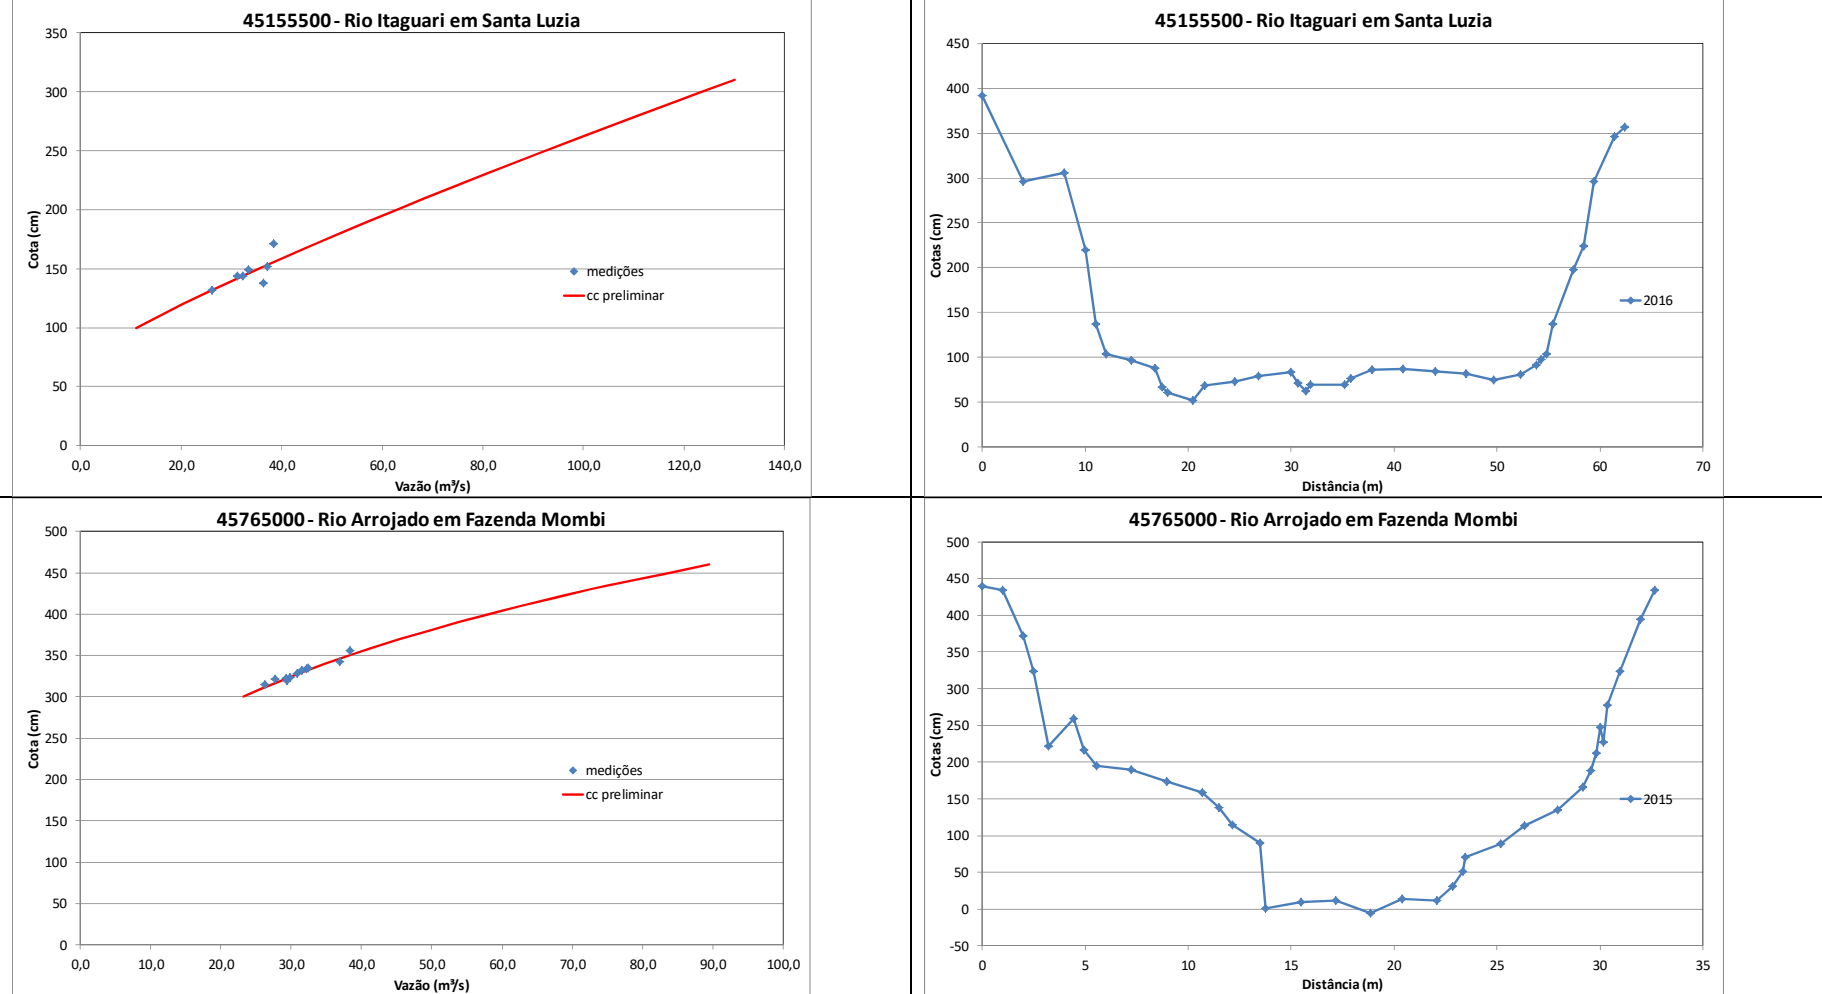 45155500 - Rio Itaguari em Santa Luzia
350
300
250
200
150
100
50
0
Cota (cm)
medições
cc preliminar
0,0 20,0 40,0 60,0 80,0 100,0 120,0 140,0
Vazão (m³/s)
45155500 - Rio Itaguari em Santa Luzia
450
400
350
300
250
200
150
100
50
0
Cotas (cm)
2016
0 10 20 30 40 50 60 70
Distância (m)
45765000 - Rio Arrojado em Fazenda Mombi
500
450
400
350
300
250
200
150
100
50
0
Cota (cm)
medições
cc preliminar
0,0 10,0 20,0 30,0 40,0 50,0 60,0 70,0 80,0 90,0 100,0
Vazão (m³/s)
45765000 - Rio Arrojado em Fazenda Mombi
500
450
400
350
300
250
200
150
100
50
0
-50
Cotas (cm)
2015
0 5 10 15 20 25 30 35
Distância (m)